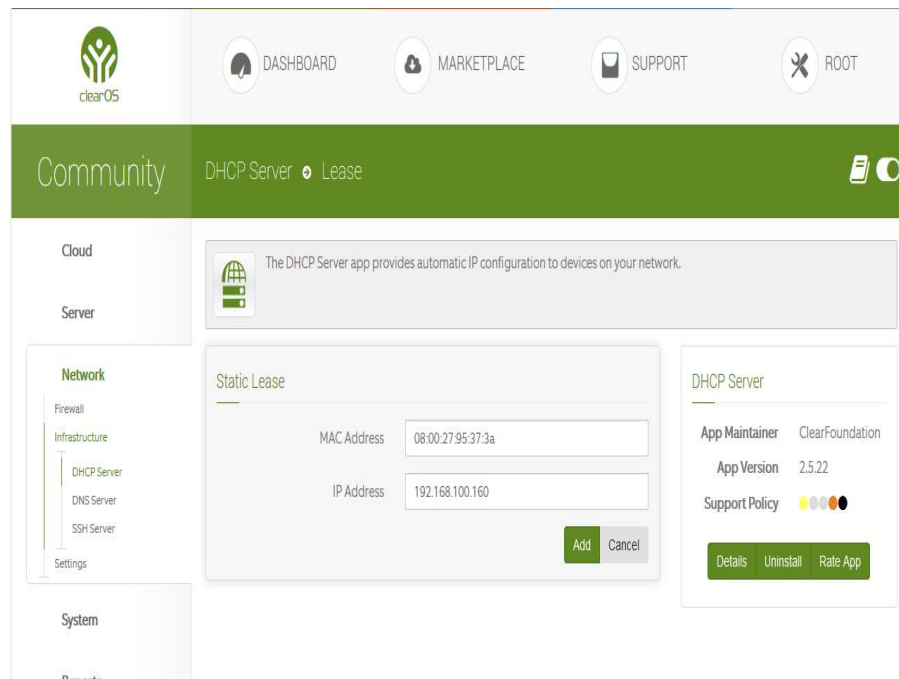 clearOS
DASHBOARD
MARKETPLACE
SUPPORT
ROOT
Community
DHCP Server Lease
Cloud
Server
Network
Firewall
Infrastructure
DHCP Server
DNS Server
SSH Server
Settings
System
Reports
The DHCP Server app provides automatic IP configuration to devices on your network.
Static Lease
MAC Address 08:00:27:95:37:3a
IP Address 192.168.100.160
Add Cancel
DHCP Server
App Maintainer ClearFoundation
App Version 2.5.22
Support Policy
Details Uninstall Rate App